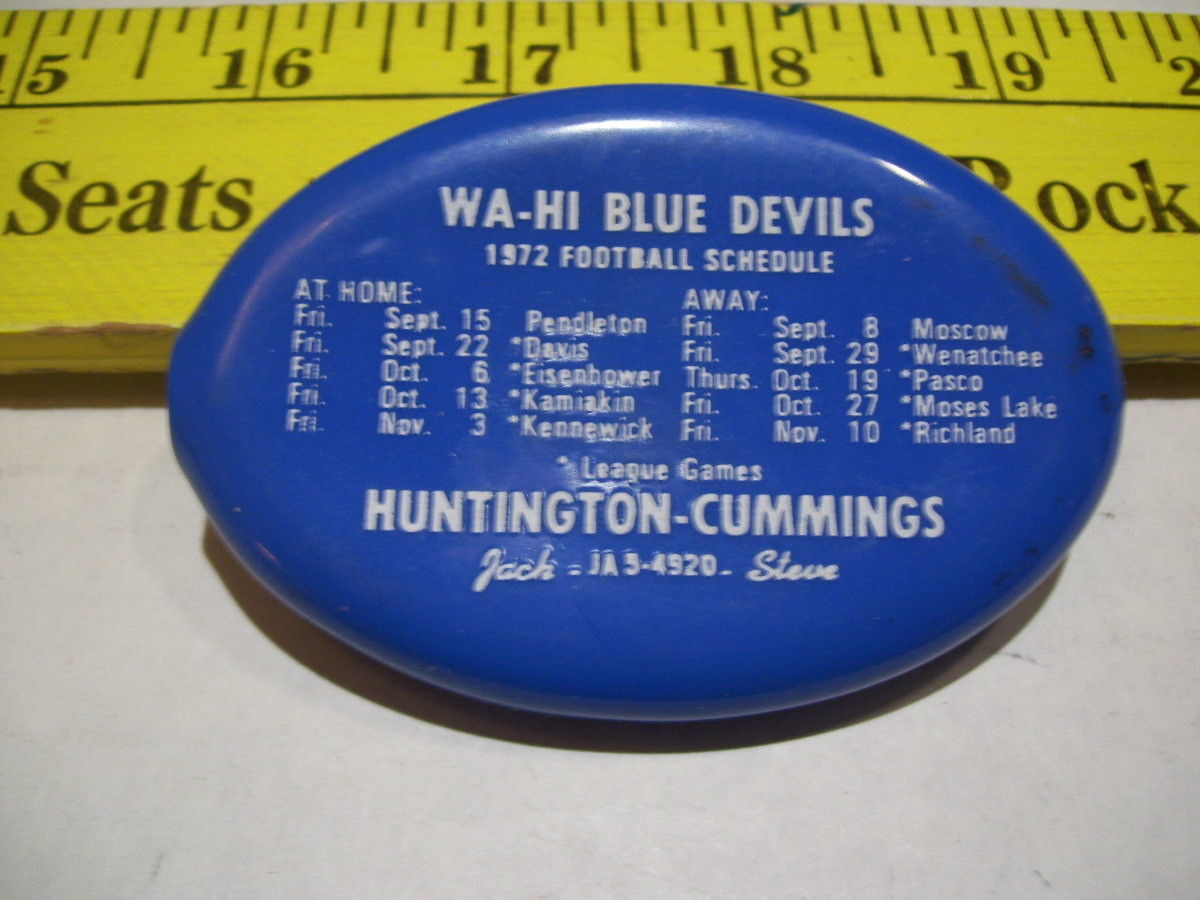 15 16 17 18 19 2
Seats Rock
WA-HI BLUE DEVILS
1972 FOOTBALL SCHEDULE
AT HOME:
Fri. Sept. 15 Pendleton
Fri. Sept. 22 *Davis
Fri. Oct. 6 *Eisenhower
Fri. Oct. 13 *Kamiakin
Fri. Nov. 3 *Kennewick
AWAY:
Fri. Sept. 8 Moscow
Fri. Sept. 29 *Wenatchee
Thurs. Oct. 19 *Pasco
Fri. Oct. 27 *Moses Lake
Fri. Nov. 10 *Richland
* League Games
HUNTINGTON-CUMMINGS
Jack - JA 5-4920 - Steve